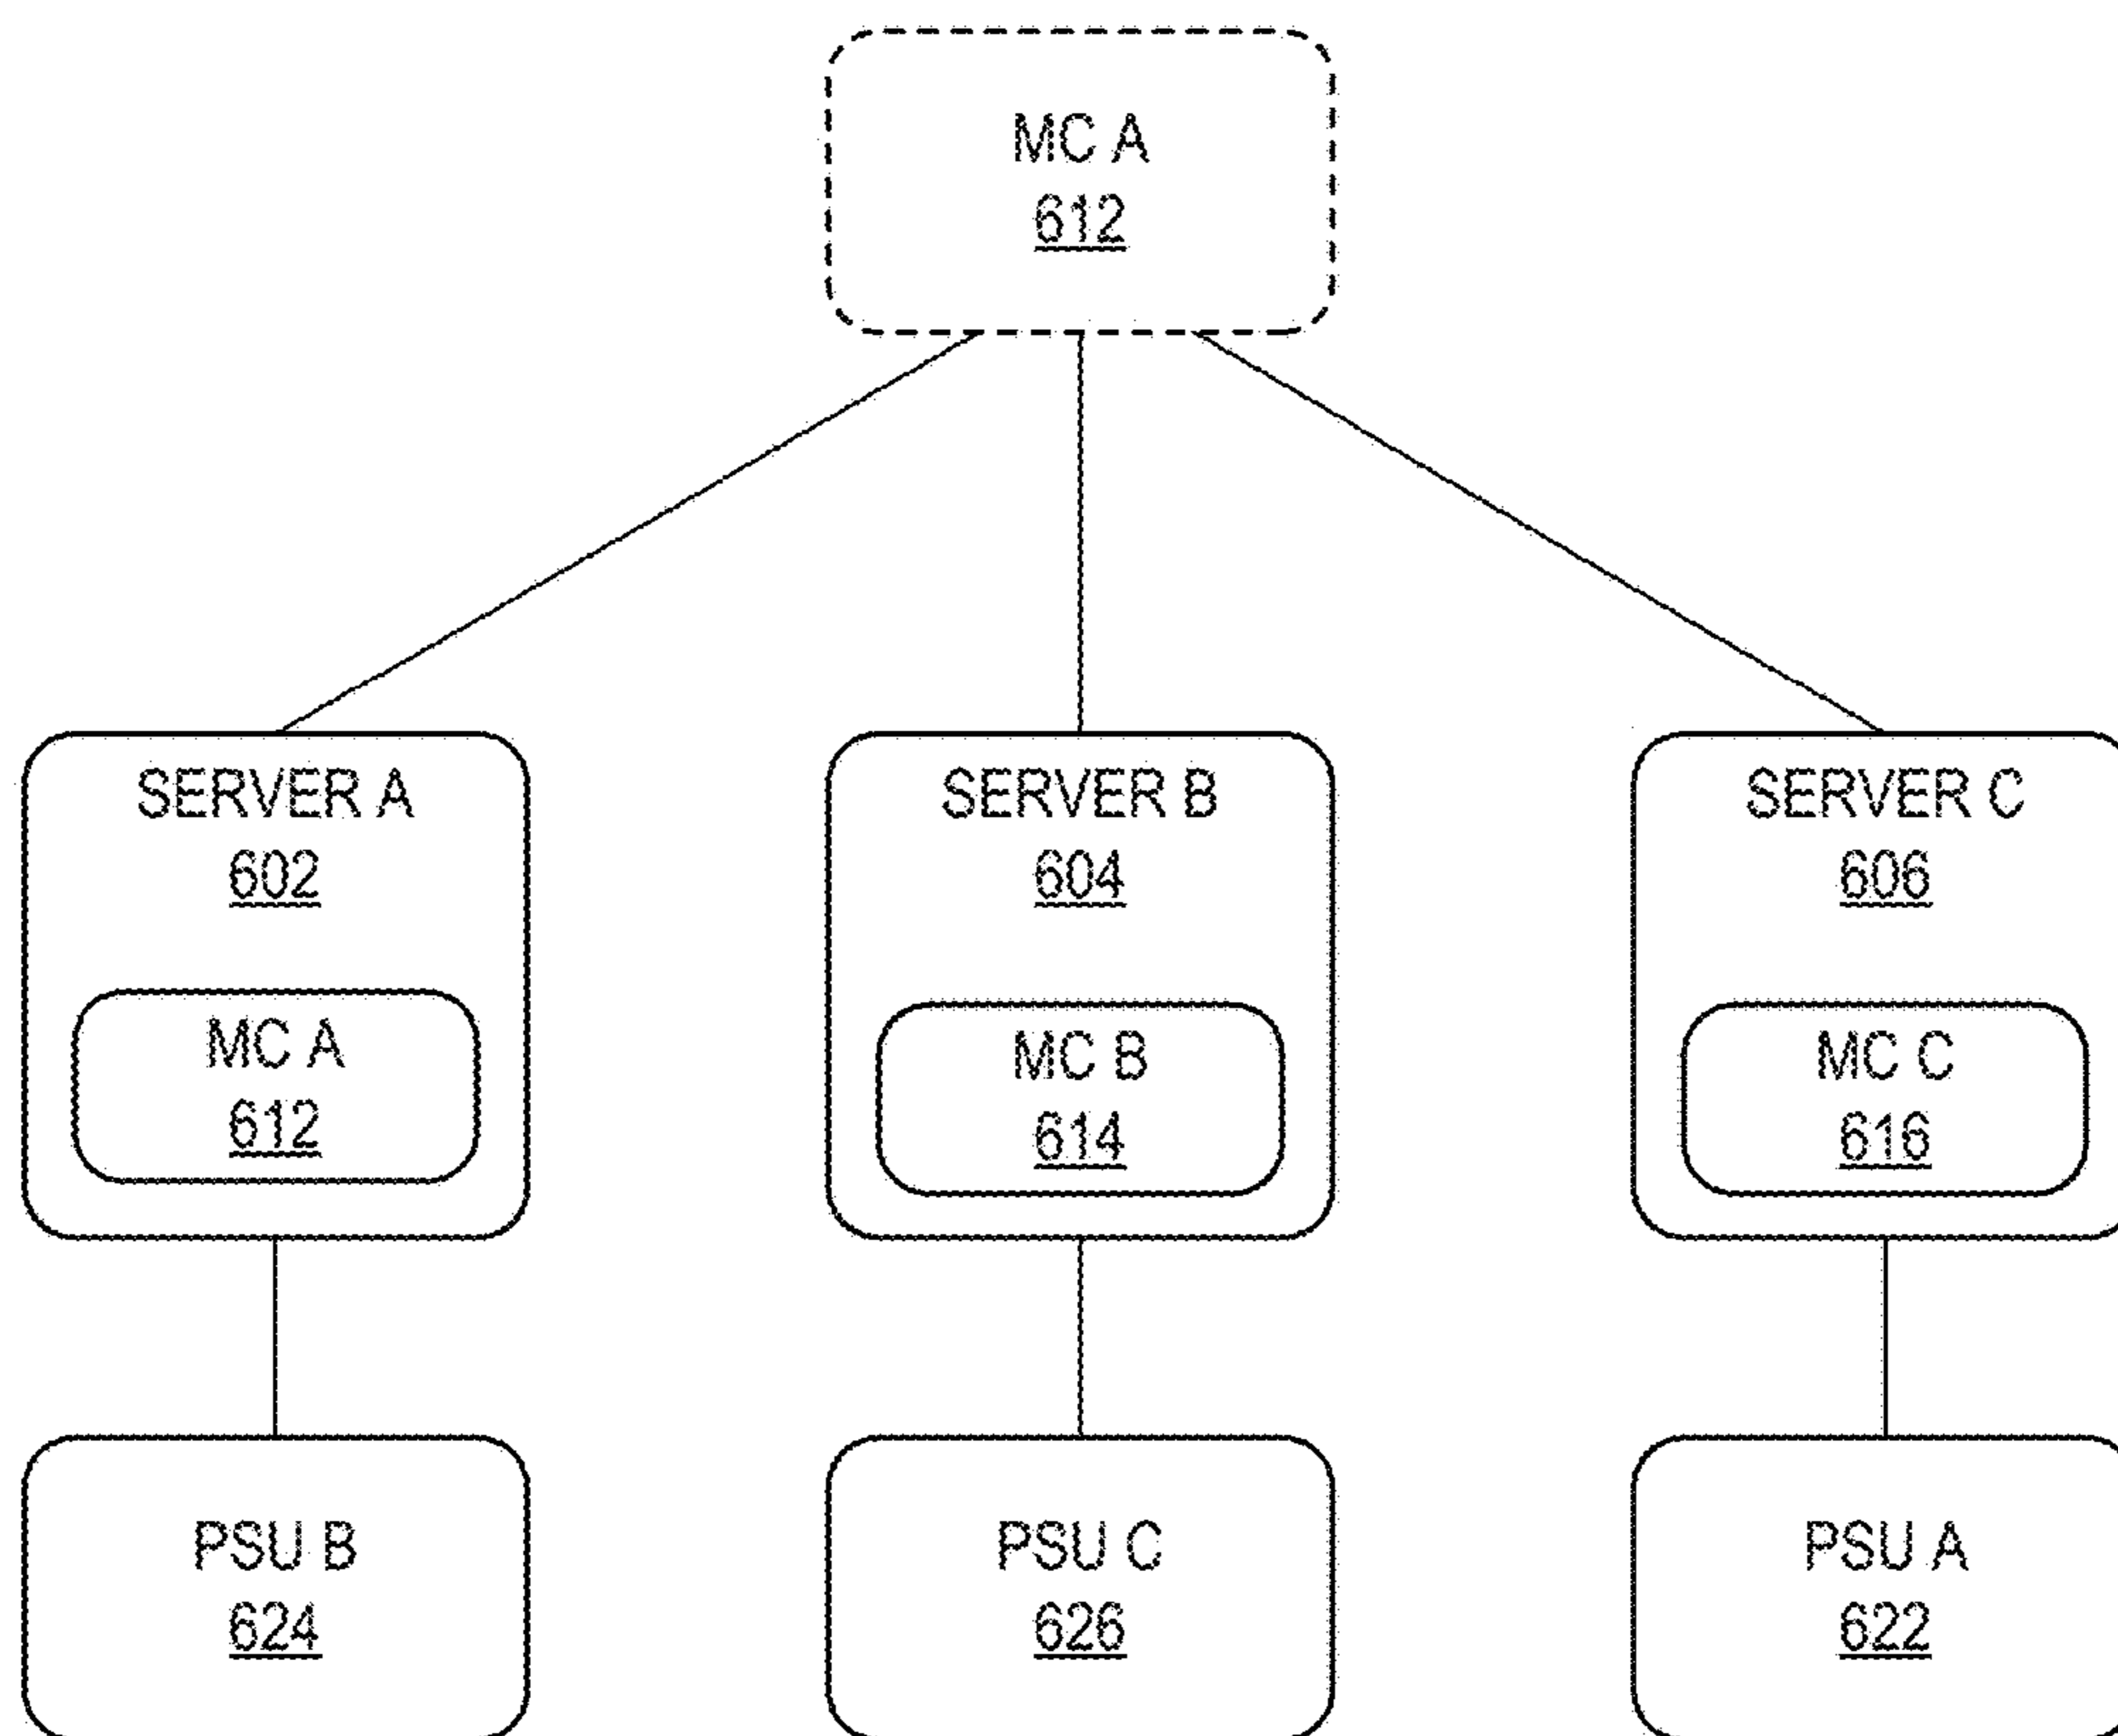 MC A
612
SERVER A
602
MC A
612
SERVER B
604
MC B
614
SERVER C
606
MC C
616
PSU B
624
PSU C
626
PSU A
622